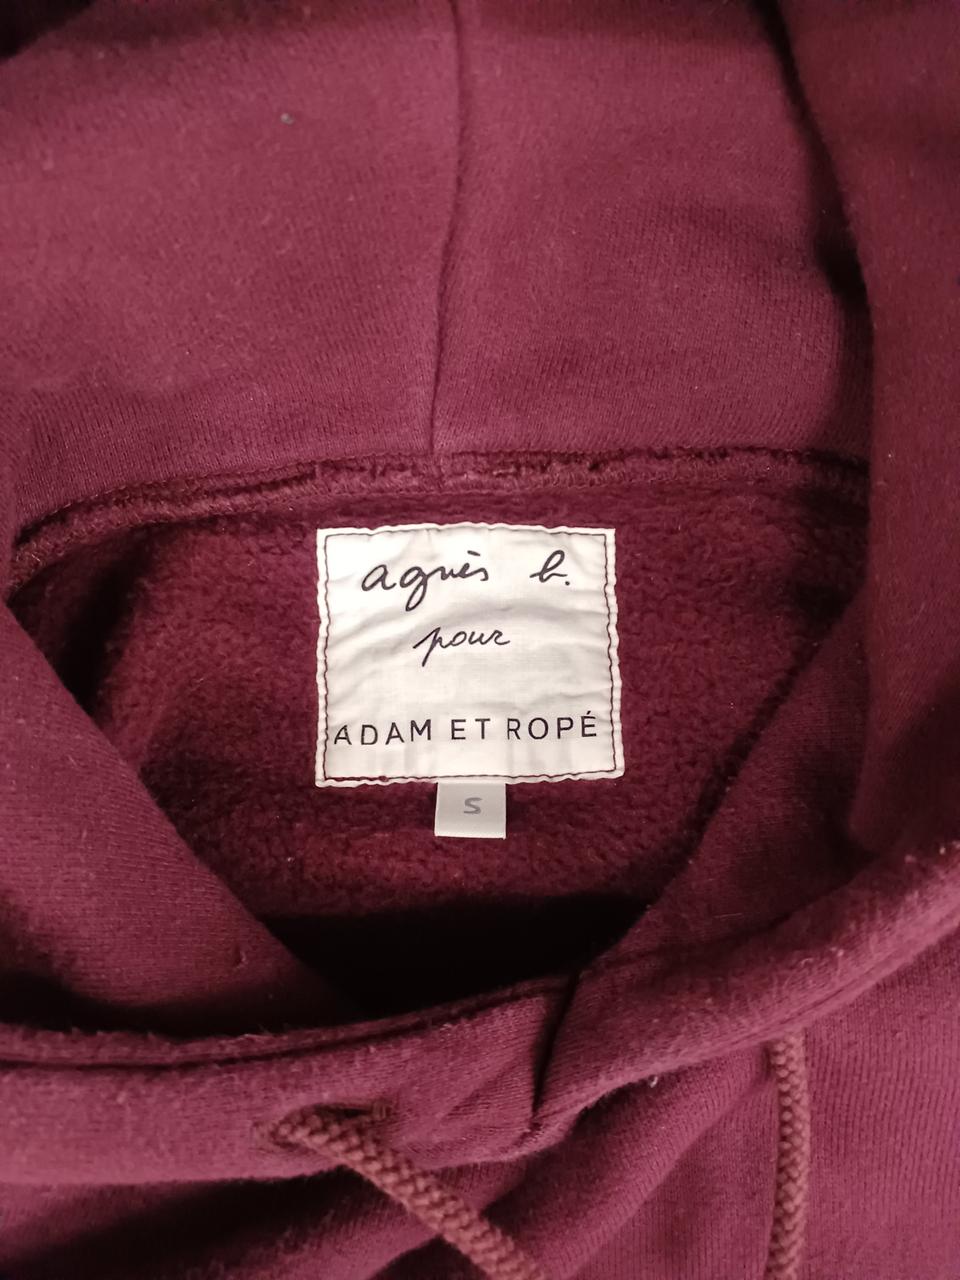 agnès b.
pour
ADAM ET ROPÉ
S